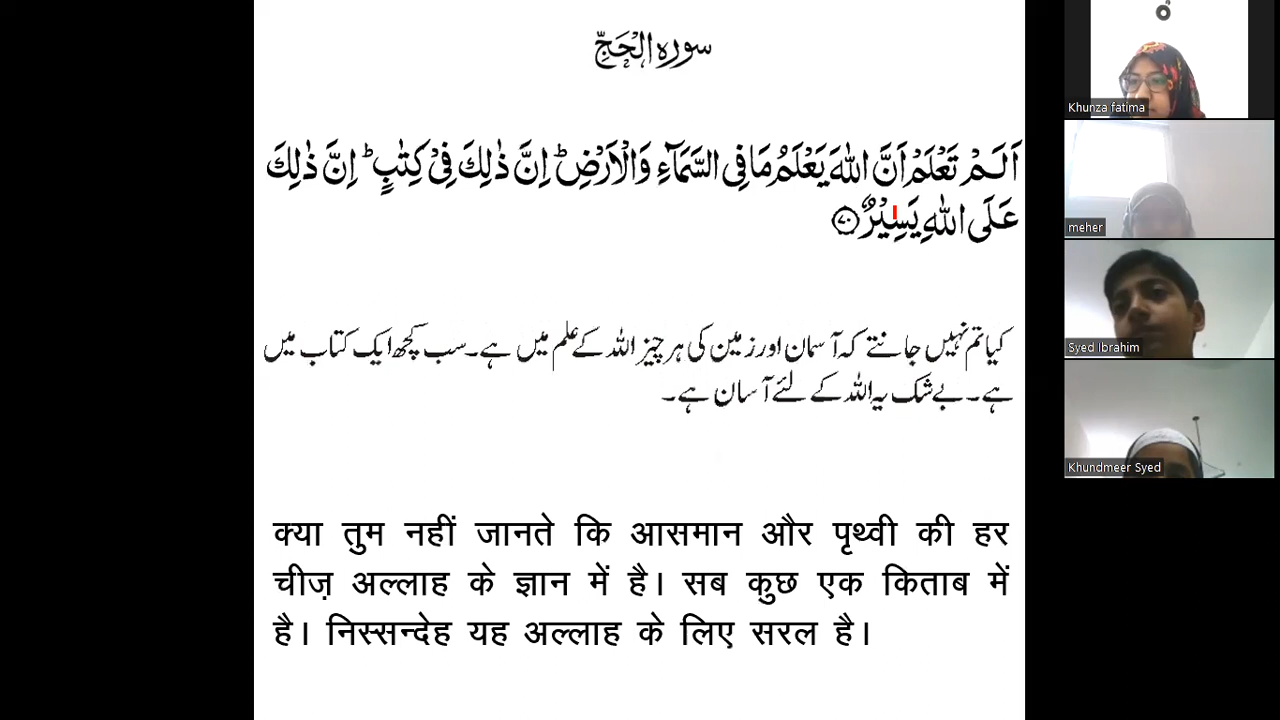 سورہ الْحَجِّ
اَلَمْ تَعْلَمْ اَنَّ اللّٰهَ يَعْلَمُ مَا فِى السَّمَآءِ وَالْاَرْضِ ؕ اِنَّ ذٰلِكَ فِىْ كِتٰبٍ ؕ اِنَّ ذٰلِكَ
عَلَى اللّٰهِ يَسِيْرٌ ﴿۷۰﴾
کیا تم نہیں جانتے کہ آسمان اور زمین کی ہر چیز اللہ کے علم میں ہے۔ سب کچھ ایک کتاب میں
ہے۔ بے شک یہ اللہ کے لئے آسان ہے۔
क्या तुम नहीं जानते कि आसमान और पृथ्वी की हर
चीज़ अल्लाह के ज्ञान में है। सब कुछ एक किताब में
है। निस्सन्देह यह अल्लाह के लिए सरल है।
Khunza fatima
meher
Syed Ibrahim
Khundmeer Syed